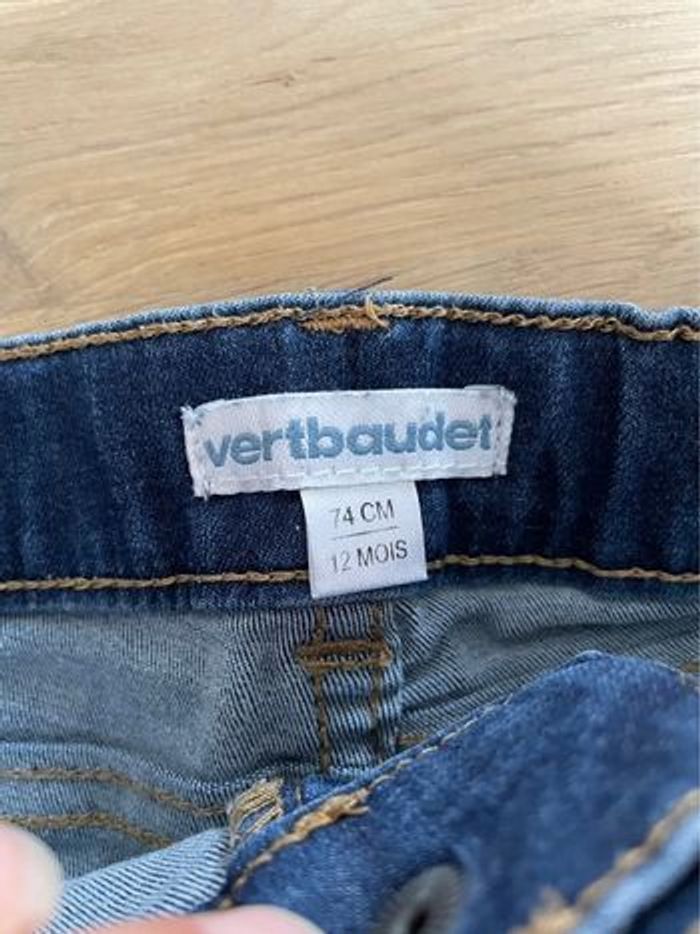 vertbaudet
74 CM
12 MOIS